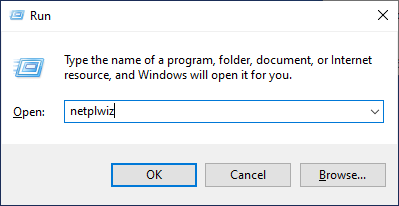 Run
Type the name of a program, folder, document, or Internet
resource, and Windows will open it for you.
Open: netplwiz
OK Cancel Browse...